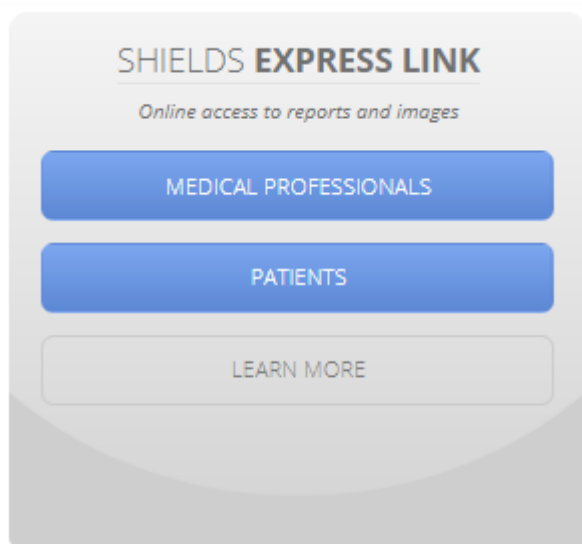 SHIELDS EXPRESS LINK
Online access to reports and images
MEDICAL PROFESSIONALS
PATIENTS
LEARN MORE